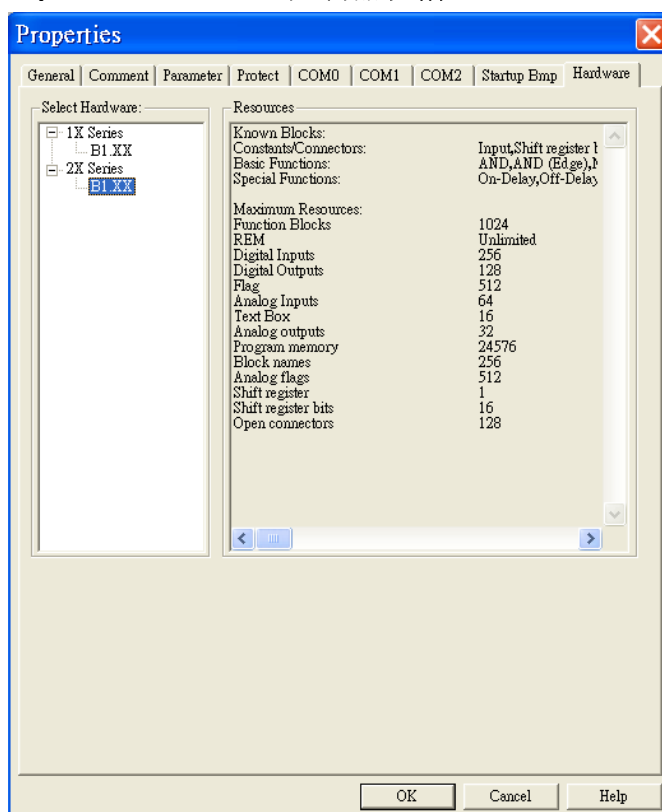 Properties
General Comment Parameter Protect COM0 COM1 COM2 Startup Bmp Hardware
Select Hardware:
1X Series
B1.XX
2X Series
B1.XX
Resources
Known Blocks:
Constants/Connectors: Input,Shift register
Basic Functions: AND,AND (Edge),
Special Functions: On-Delay,Off-Delay
Maximum Resources:
Function Blocks 1024
REM Unlimited
Digital Inputs 256
Digital Outputs 128
Flag 512
Analog Inputs 64
Text Box 16
Analog outputs 32
Program memory 24576
Block names 256
Analog flags 512
Shift register 1
Shift register bits 16
Open connectors 128
OK Cancel Help